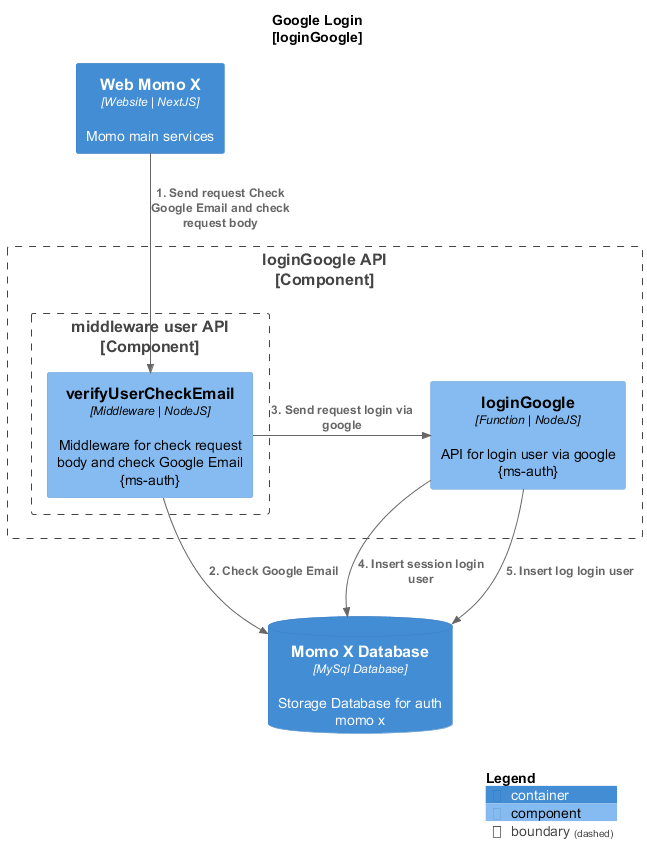 Google Login
[loginGoogle]
Web Momo X
[Website | NextJS]
Momo main services
1. Send request Check
Google Email and check
request body
loginGoogle API
[Component]
middleware user API
[Component]
verifyUserCheckEmail
[Middleware | NodeJS]
Middleware for check request
body and check Google Email
{ms-auth}
3. Send request login via
google
loginGoogle
[Function | NodeJS]
API for login user via google
{ms-auth}
2. Check Google Email
4. Insert session login
user
5. Insert log login user
Momo X Database
[MySql Database]
Storage Database for auth
momo x
Legend
container
component
boundary (dashed)